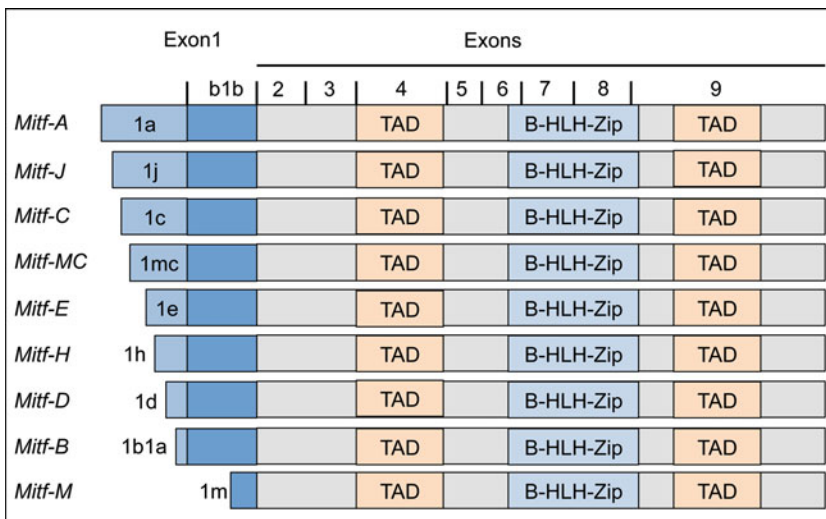 Exon1 Exons
b1b 2 3 4 5 6 7 8 9
Mitf-A 1a TAD B-HLH-Zip TAD
Mitf-J 1j TAD B-HLH-Zip TAD
Mitf-C 1c TAD B-HLH-Zip TAD
Mitf-MC 1mc TAD B-HLH-Zip TAD
Mitf-E 1e TAD B-HLH-Zip TAD
Mitf-H 1h TAD B-HLH-Zip TAD
Mitf-D 1d TAD B-HLH-Zip TAD
Mitf-B 1b1a TAD B-HLH-Zip TAD
Mitf-M 1m TAD B-HLH-Zip TAD